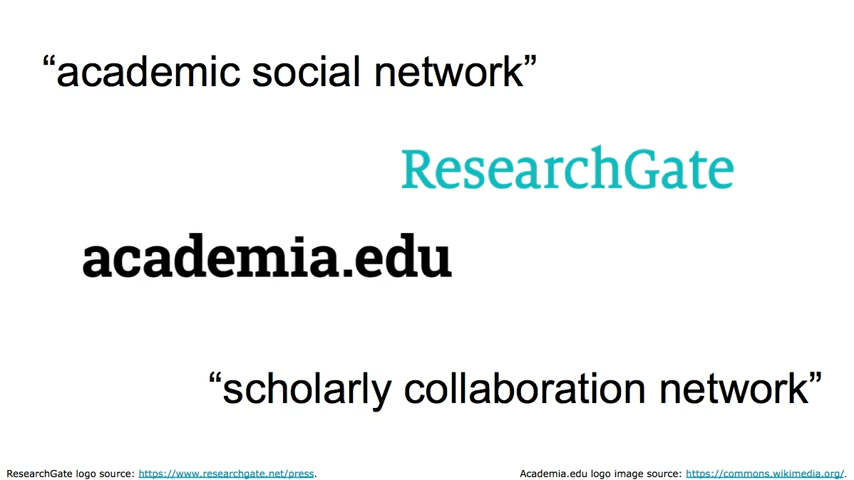 “academic social network”
ResearchGate
academia.edu
“scholarly collaboration network”
ResearchGate logo source: https://www.researchgate.net/press.
Academia.edu logo image source: https://commons.wikimedia.org/.